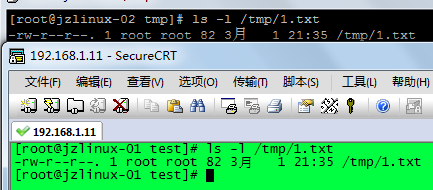 [root@jzlinux-02 tmp]# ls -l /tmp/1.txt
-rw-r--r--. 1 root root 82 3月   1 21:35 /tmp/1.txt
192.168.1.11 - SecureCRT
文件(F) 编辑(E) 查看(V) 选项(O) 传输(T) 脚本(S) 工具(L) 帮助(H)
192.168.1.11
[root@jzlinux-01 test]# ls -l /tmp/1.txt
-rw-r--r--. 1 root root 82 3月   1 21:35 /tmp/1.txt
[root@jzlinux-01 test]#